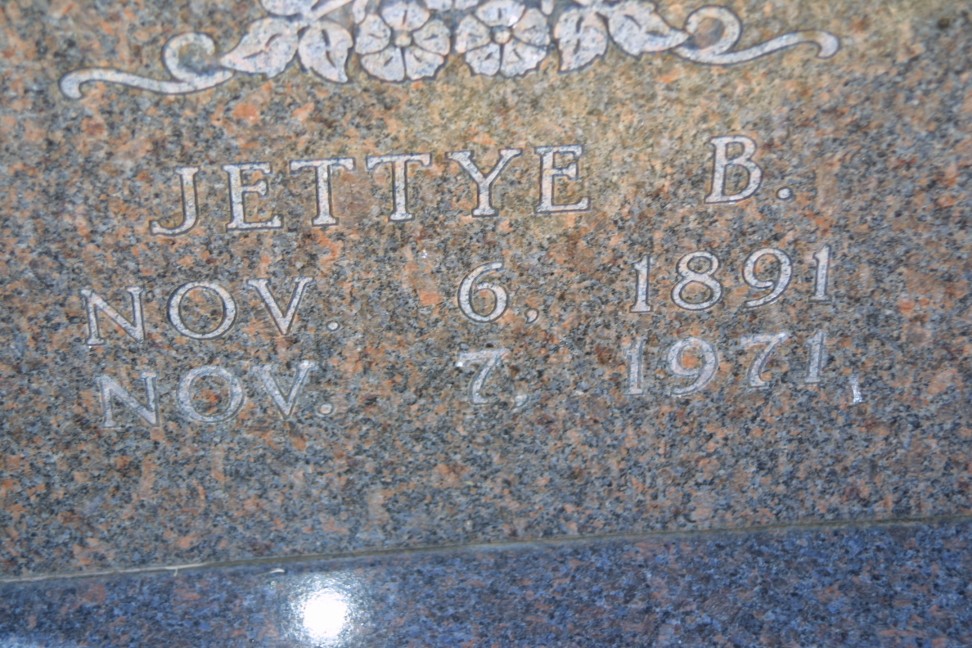 JETTYE B.
NOV. 6, 1891
NOV. 7, 1971